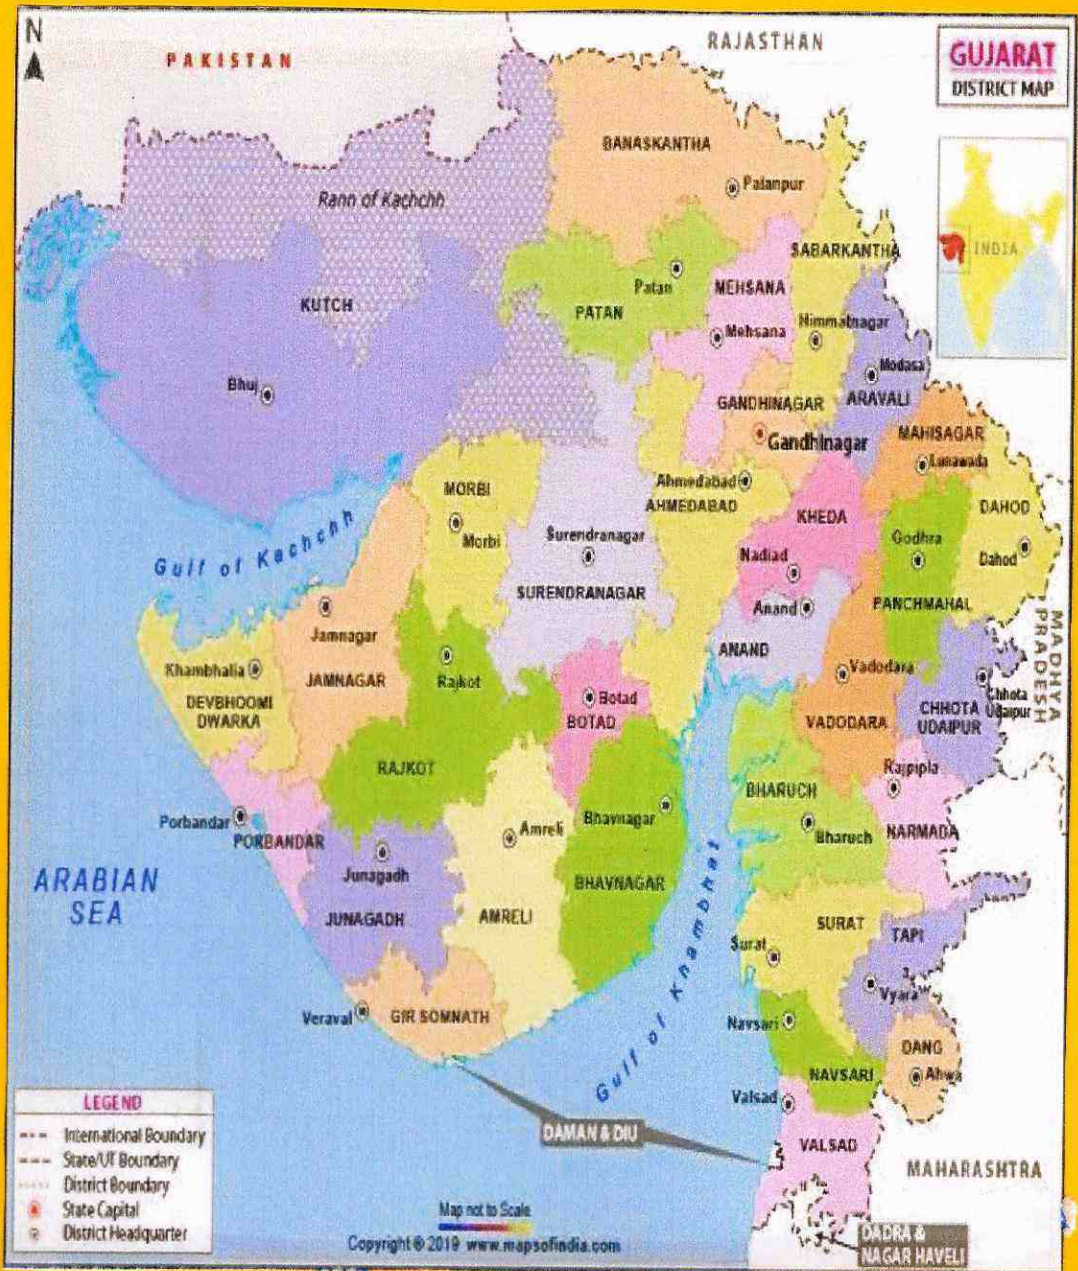 N
PAKISTAN
RAJASTHAN
GUJARAT
DISTRICT MAP
INDIA
BANASKANTHA
Palanpur
Rann of Kachchh
SABARKANTHA
Patan
MEHSANA
KUTCH
PATAN
Himmatnagar
Mehsana
Modasa
Bhuj
ARAVALI
GANDHINAGAR
Gandhinagar
MAHISAGAR
Lunawada
Ahmedabad
AHMEDABAD
MORBI
DAHOD
KHEDA
Morbi
Surendranagar
Godhra
Gulf of Kachchh
Nadiad
Dahod
SURENDRANAGAR
Anand
PANCHMAHAL
Jamnagar
MADHYA
PRADESH
ANAND
Khambhalia
JAMNAGAR
Rajkot
Vadodara
DEVBHOOMI
DWARKA
Botad
BOTAD
VADODARA
CHHOTA
UDAIPUR
Chhota
Udaipur
RAJKOT
Rajpipla
BHARUCH
Porbandar
PORBANDAR
Amreli
Bhavnagar
Bharuch
NARMADA
Junagadh
ARABIAN
SEA
JUNAGADH
AMRELI
BHAVNAGAR
SURAT
TAPI
Surat
Gulf of Khambhat
Vyara
Veraval
GIR SOMNATH
Navsari
DANG
Ahwa
NAVSARI
Valsad
DAMAN & DIU
VALSAD
MAHARASHTRA
LEGEND
International Boundary
State/UT Boundary
District Boundary
State Capital
District Headquarter
Map not to Scale
Copyright © 2019 www.mapsofindia.com
DADRA &
NAGAR HAVELI